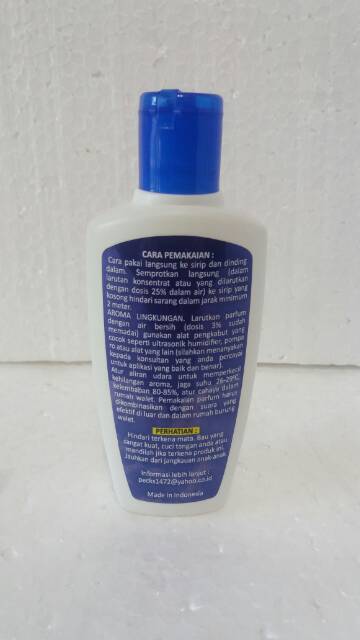 CARA PEMAKAIAN :
Cara pakai langsung ke sirip dan dinding
dalam. Semprotkan langsung (dalam
larutan konsentrat atau yang dilarutkan
dengan dosis 25% dalam air) ke sirip yang
kosong hindari sarang dalam jarak minimum
2 meter.
AROMA LINGKUNGAN. Larutkan parfum
dengan air bersih (dosis 3% sudah
memadai) gunakan alat pengkabut yang
cocok seperti ultrasonik humidifier, pompa
ro atau alat yang lain (silahkan menanyakan
kepada konsultan yang anda percayai
untuk aplikasi yang baik dan benar).
Atur aliran udara untuk memperkecil
kehilangan aroma, jaga suhu 26-29°C,
kelembaban 80-85%, atur cahaya didalam
rumah walet. Pemakaian parfum harus
dikombinasikan dengan suara yang
efektif di luar dan dalam rumah burung
walet.
PERHATIAN :
Hindari terkena mata. Bau yang
sangat kuat, cuci tangan anda atau
mandilah jika terkena produk ini.
Jauhkan dari jangkauan anak-anak.
Informasi lebih lanjut :
pecks1472@yahoo.co.id
Made in Indonesia